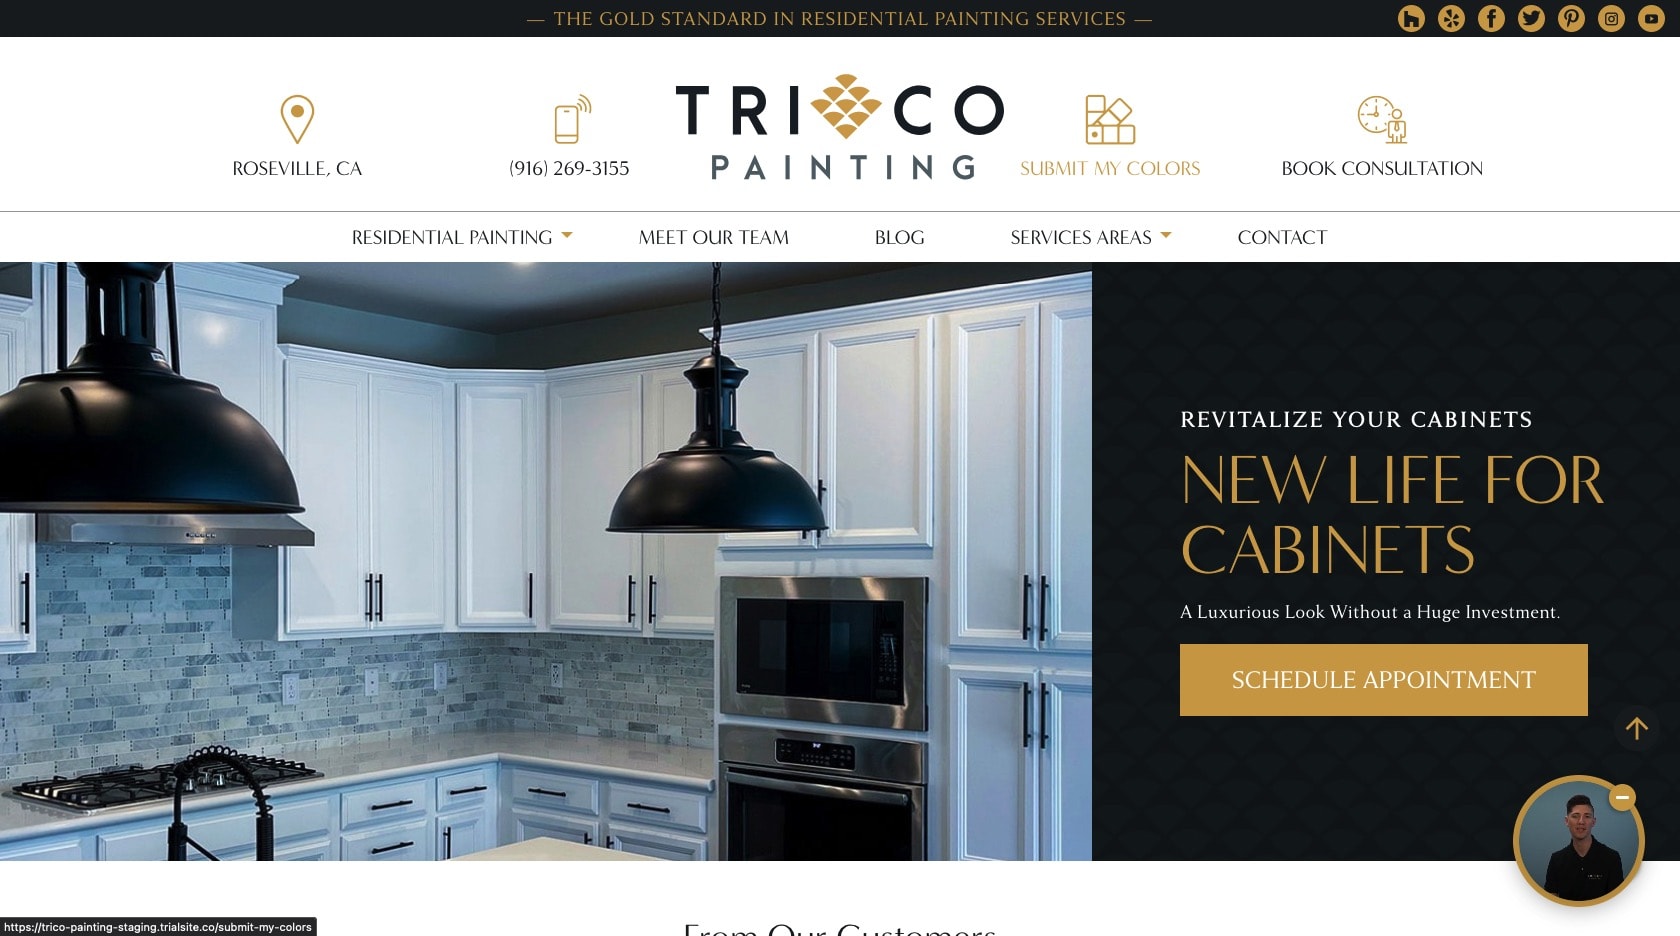 — THE GOLD STANDARD IN RESIDENTIAL PAINTING SERVICES —
TRI CO
PAINTING
ROSEVILLE, CA
(916) 269-3155
SUBMIT MY COLORS
BOOK CONSULTATION
RESIDENTIAL PAINTING
MEET OUR TEAM
BLOG
SERVICES AREAS
CONTACT
REVITALIZE YOUR CABINETS
NEW LIFE FOR
CABINETS
A Luxurious Look Without a Huge Investment.
SCHEDULE APPOINTMENT
From Our Customers
https://trico-painting-staging.trialsite.co/submit-my-colors